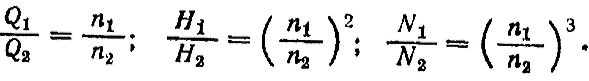 Q₁/Q₂ = n₁/n₂; H₁/H₂ = (n₁/n₂)²; N₁/N₂ = (n₁/n₂)³.